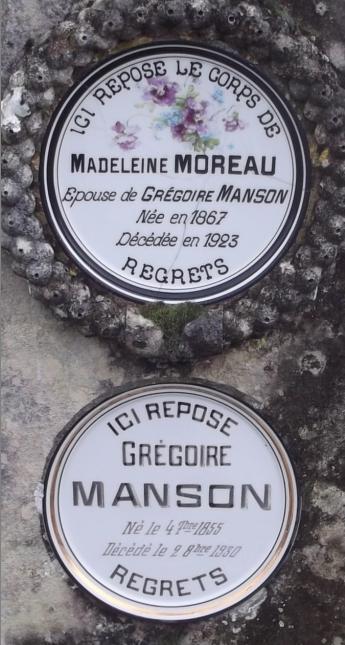 ICI REPOSE LE CORPS DE
MADELEINE MOREAU
Epouse de GRÉGOIRE MANSON
Née en 1867
Décédée en 1923
REGRETS
ICI REPOSE
GRÉGOIRE
MANSON
Né le 4 7bre 1855
Décédé le 2 8bre 1930
REGRETS